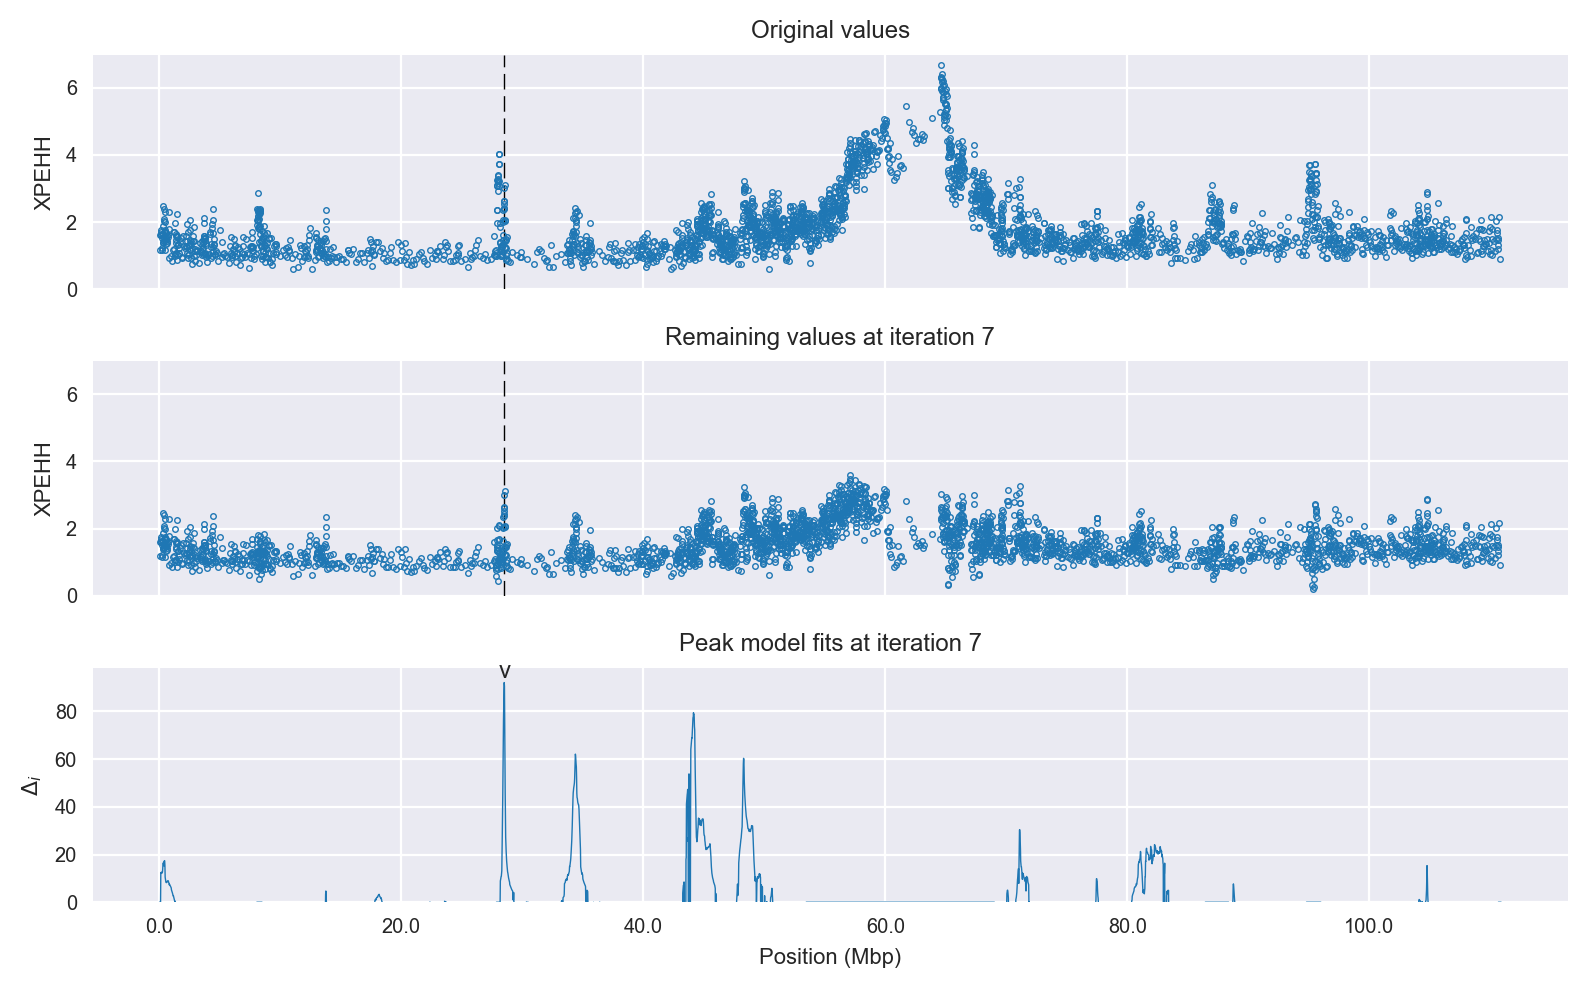 Original values
6
4
2
0
XPEHH
Remaining values at iteration 7
6
4
2
0
XPEHH
Peak model fits at iteration 7
v
80
60
40
20
0
Δi
0.0 20.0 40.0 60.0 80.0 100.0
Position (Mbp)